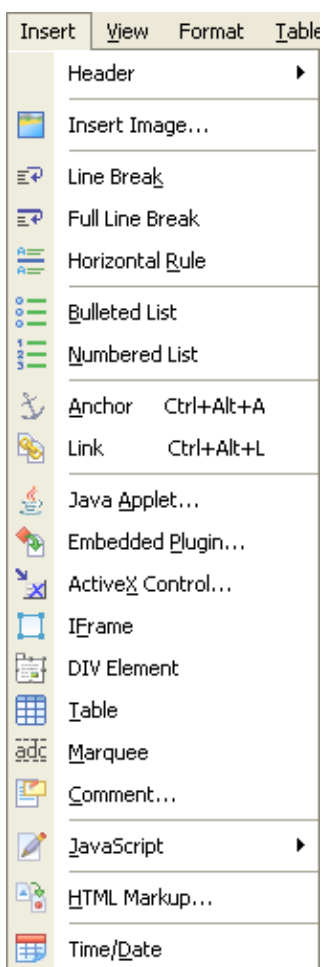 Insert View Format Table
Header
Insert Image...
Line Break
Full Line Break
Horizontal Rule
Bulleted List
Numbered List
Anchor Ctrl+Alt+A
Link Ctrl+Alt+L
Java Applet...
Embedded Plugin...
ActiveX Control...
IFrame
DIV Element
Table
Marquee
Comment...
JavaScript
HTML Markup...
Time/Date